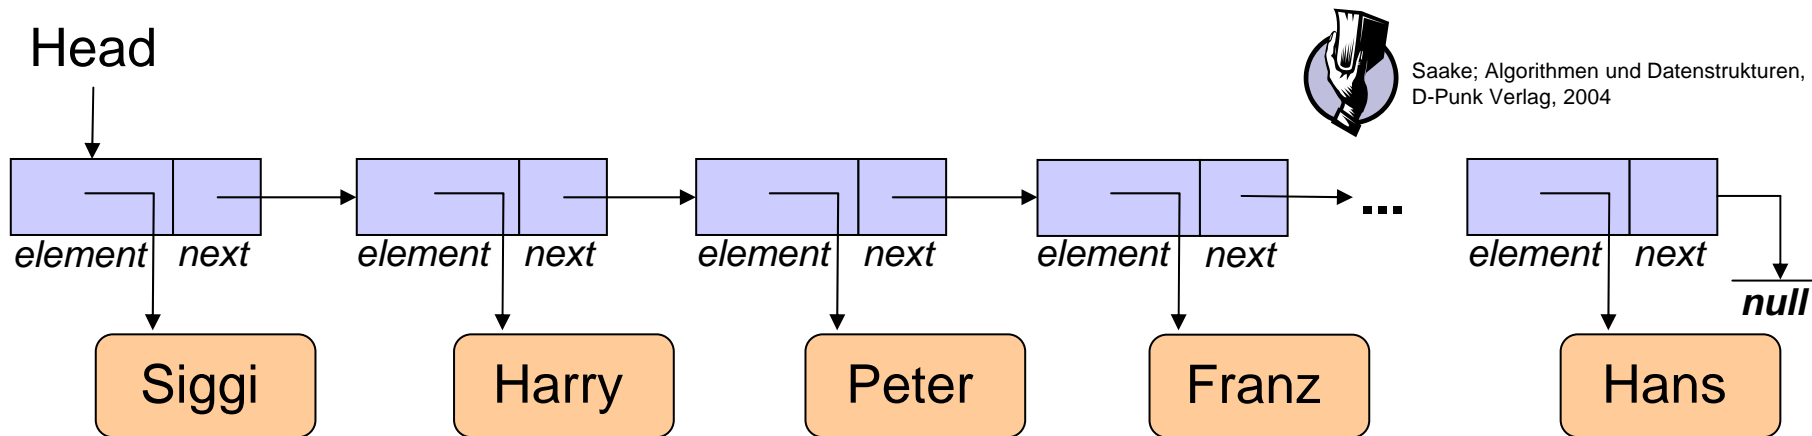 Head
Saake; Algorithmen und Datenstrukturen,
D-Punk Verlag, 2004
...
element next element next element next element next element next
null
Siggi Harry Peter Franz Hans